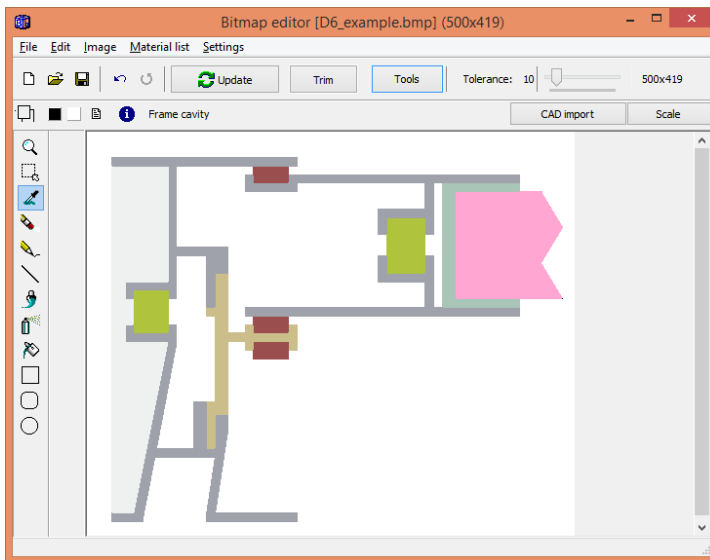 Bitmap editor [D6_example.bmp] (500x419)
File Edit Image Material list Settings
Update Trim Tools Tolerance: 10 500x419
Frame cavity CAD import Scale